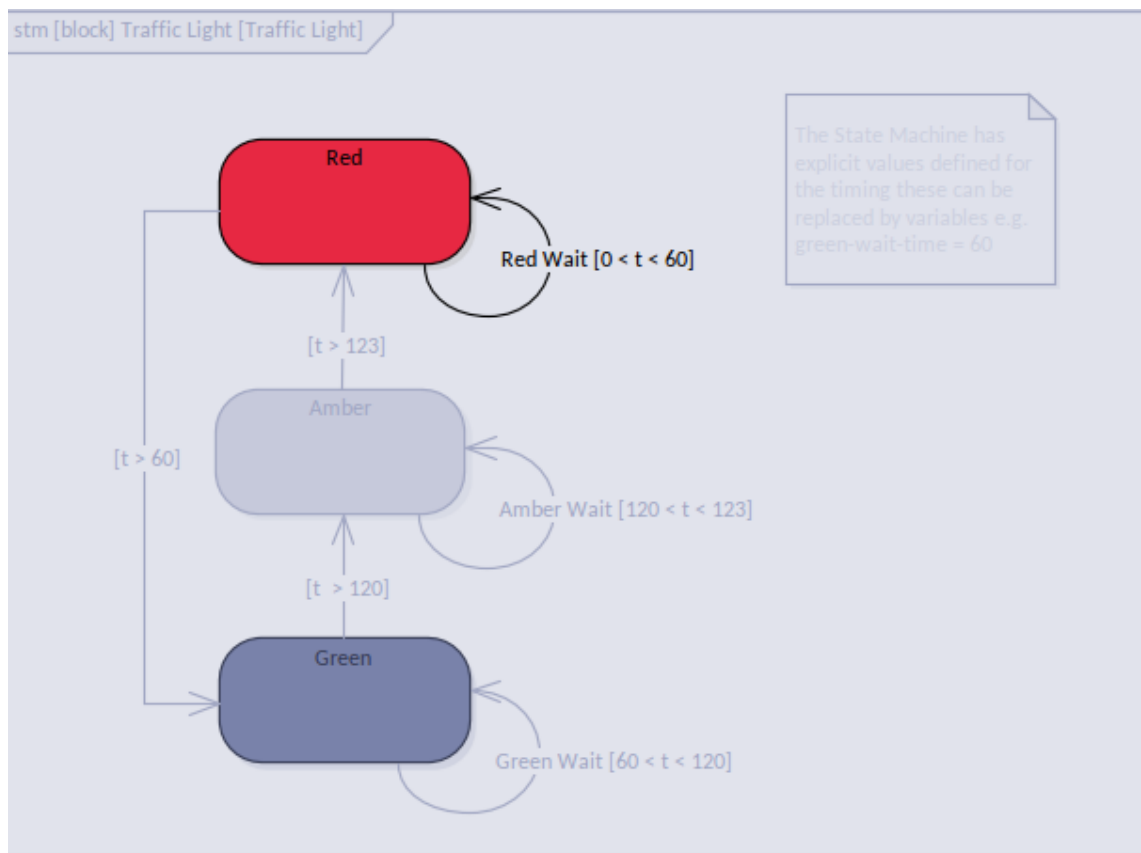 stm [block] Traffic Light [Traffic Light]
The State Machine has
explicit values defined for
the timing these can be
replaced by variables e.g.
green-wait-time = 60
Red
Red Wait [0 < t < 60]
[t > 123]
Amber
[t > 60]
Amber Wait [120 < t < 123]
[t  > 120]
Green
Green Wait [60 < t < 120]